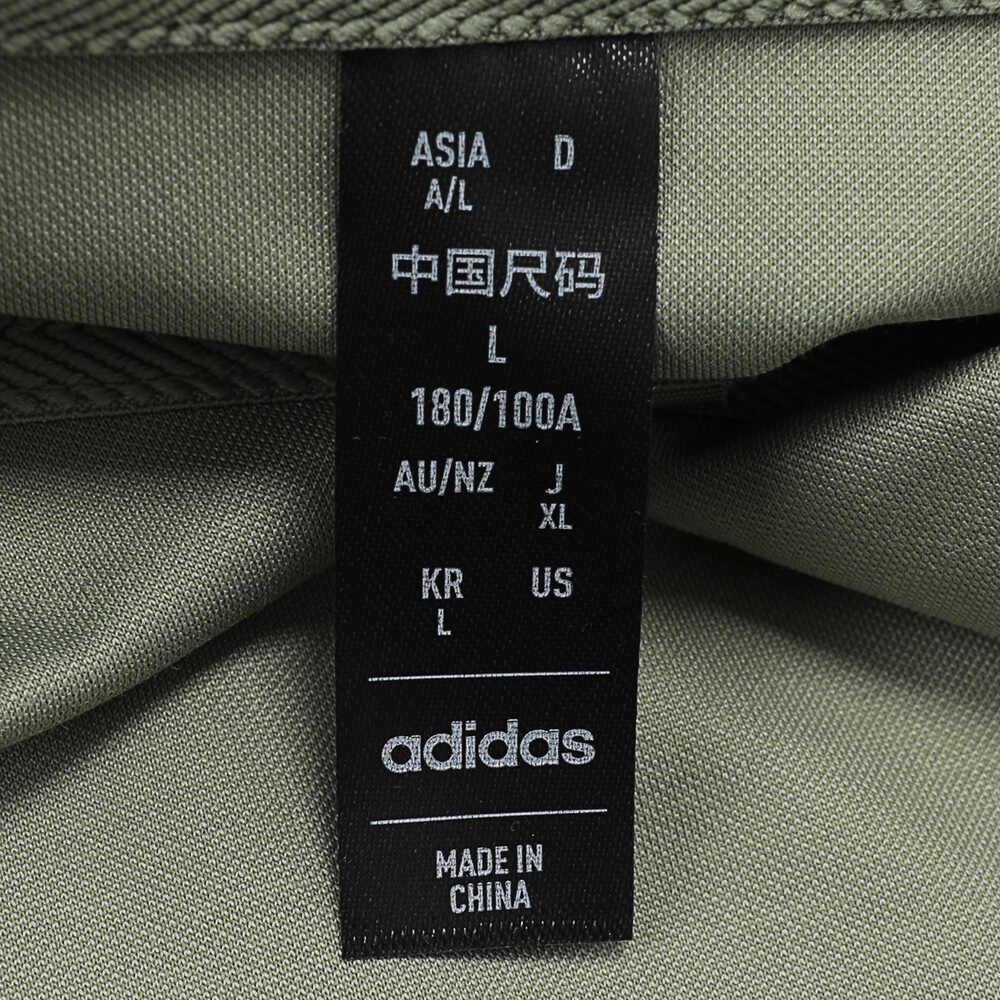 ASIA D
A/L
中国尺码
L
180/100A
AU/NZ J
XL
KR US
L
adidas
MADE IN
CHINA